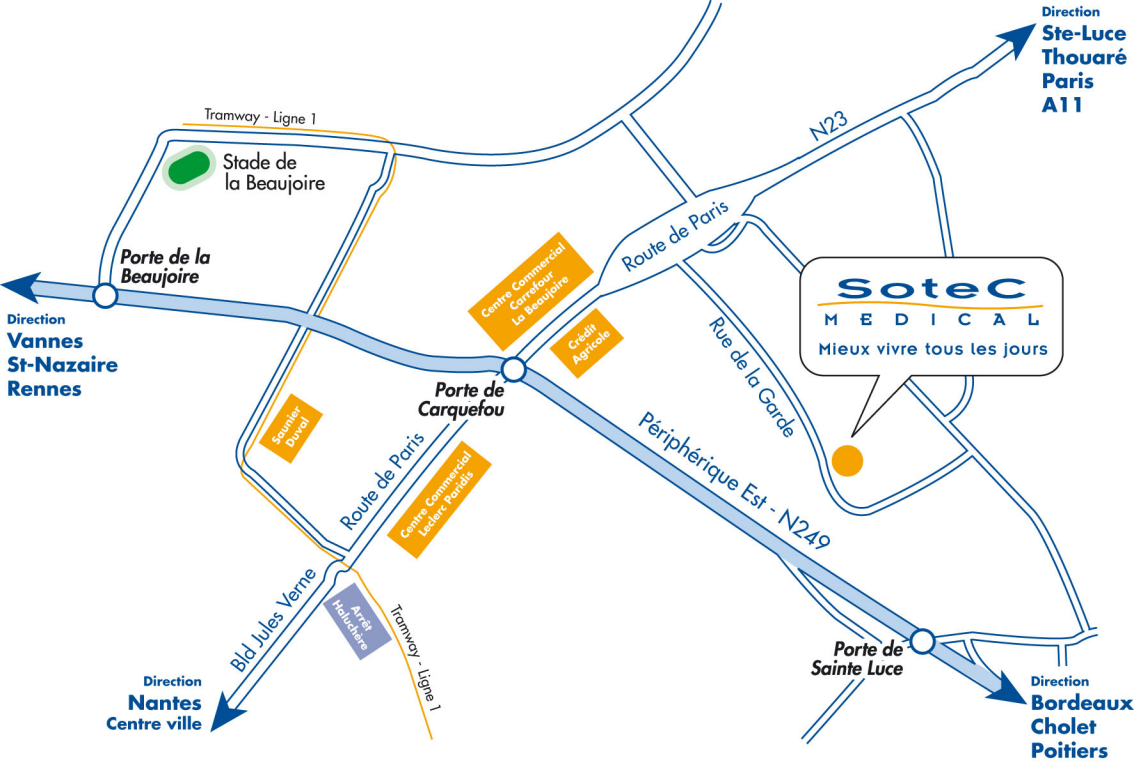 Direction
Ste-Luce
Thouaré
Paris
A11
Tramway - Ligne 1
N23
Stade de
la Beaujoire
Route de Paris
Porte de la
Beaujoire
Centre Commercial
Carrefour
La Beaujoire
SoteC
MEDICAL
Mieux vivre tous les jours
Direction
Vannes
St-Nazaire
Rennes
Crédit
Agricole
Rue de la Garde
Porte de
Carquefou
Saunier
Duval
Route de Paris
Centre Commercial
Leclerc Paridis
Périphérique Est - N249
Bld Jules Verne
Arrêt
Haluchère
Tramway - Ligne 1
Porte de
Sainte Luce
Direction
Nantes
Centre ville
Direction
Bordeaux
Cholet
Poitiers